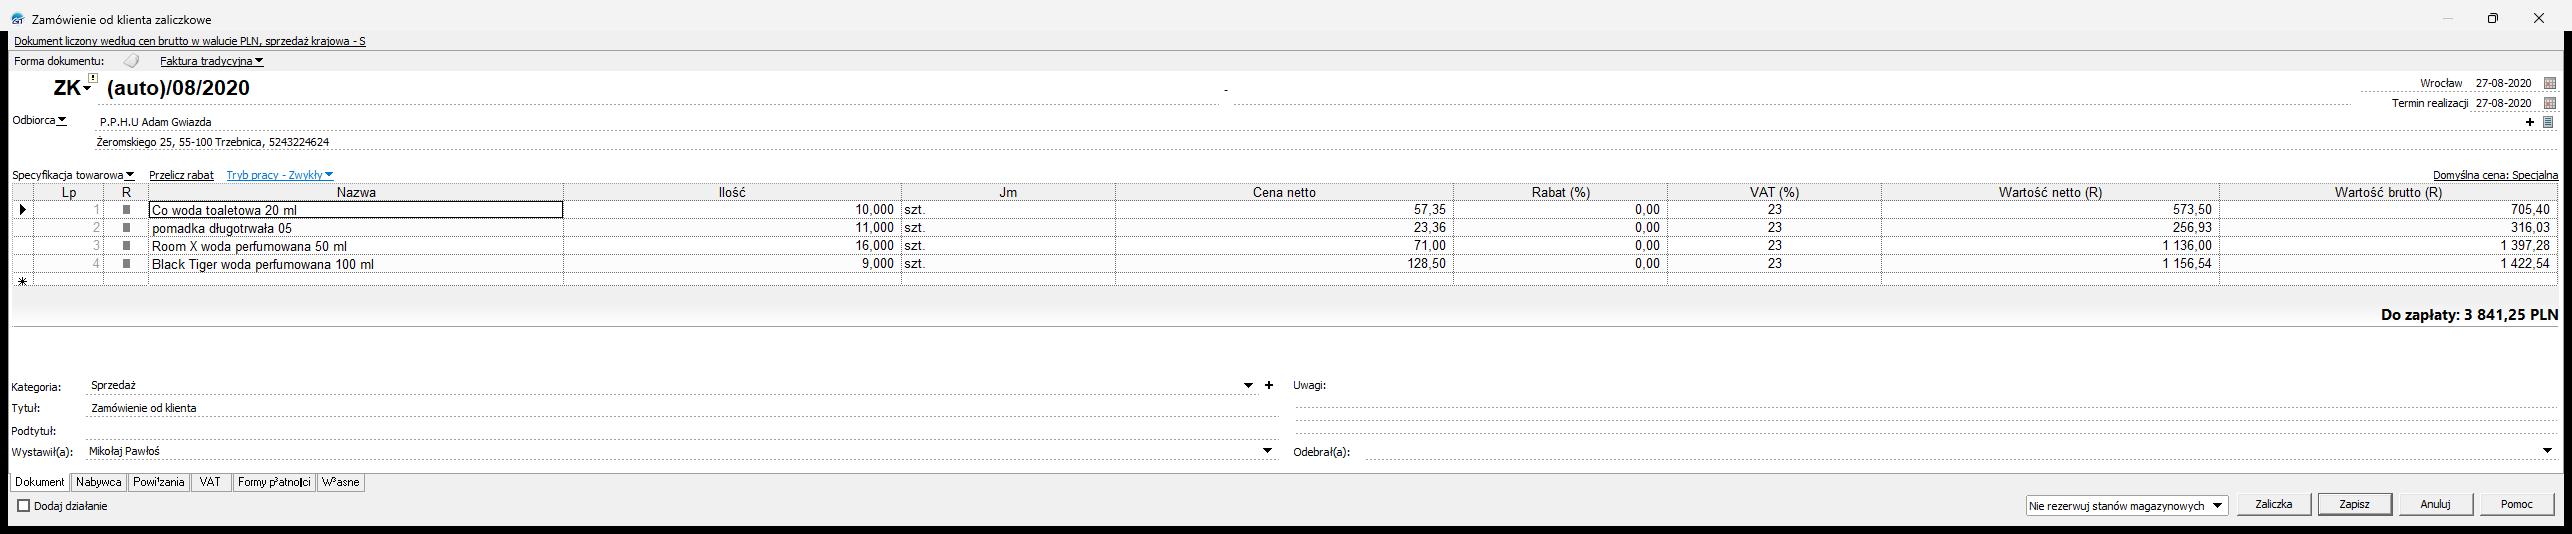 Zamówienie od klienta zaliczkowe
Dokument liczony według cen brutto w walucie PLN, sprzedaż krajowa - S
Forma dokumentu: Faktura tradycyjna
ZK ! (auto)/08/2020 - Wrocław 27-08-2020
Termin realizacji 27-08-2020
Odbiorca P.P.H.U Adam Gwiazda
Żeromskiego 25, 55-100 Trzebnica, 5243224624
Specyfikacja towarowa Przelicz rabat Tryb pracy - Zwykły Domyślna cena: Specjalna
Lp R Nazwa Ilość Jm Cena netto Rabat (%) VAT (%) Wartość netto (R) Wartość brutto (R)
1 Co woda toaletowa 20 ml 10,000 szt. 57,35 0,00 23 573,50 705,40
2 pomadka długotrwała 05 11,000 szt. 23,36 0,00 23 256,93 316,03
3 Room X woda perfumowana 50 ml 16,000 szt. 71,00 0,00 23 1 136,00 1 397,28
4 Black Tiger woda perfumowana 100 ml 9,000 szt. 128,50 0,00 23 1 156,54 1 422,54
Do zapłaty: 3 841,25 PLN
Kategoria: Sprzedaż + Uwagi:
Tytuł: Zamówienie od klienta
Podtytuł:
Wystawił(a): Mikołaj Pawłoś Odebrał(a):
Dokument Nabywca Powi¹zania VAT Formy p³atnoœci W³asne
Dodaj działanie Nie rezerwuj stanów magazynowych Zaliczka Zapisz Anuluj Pomoc